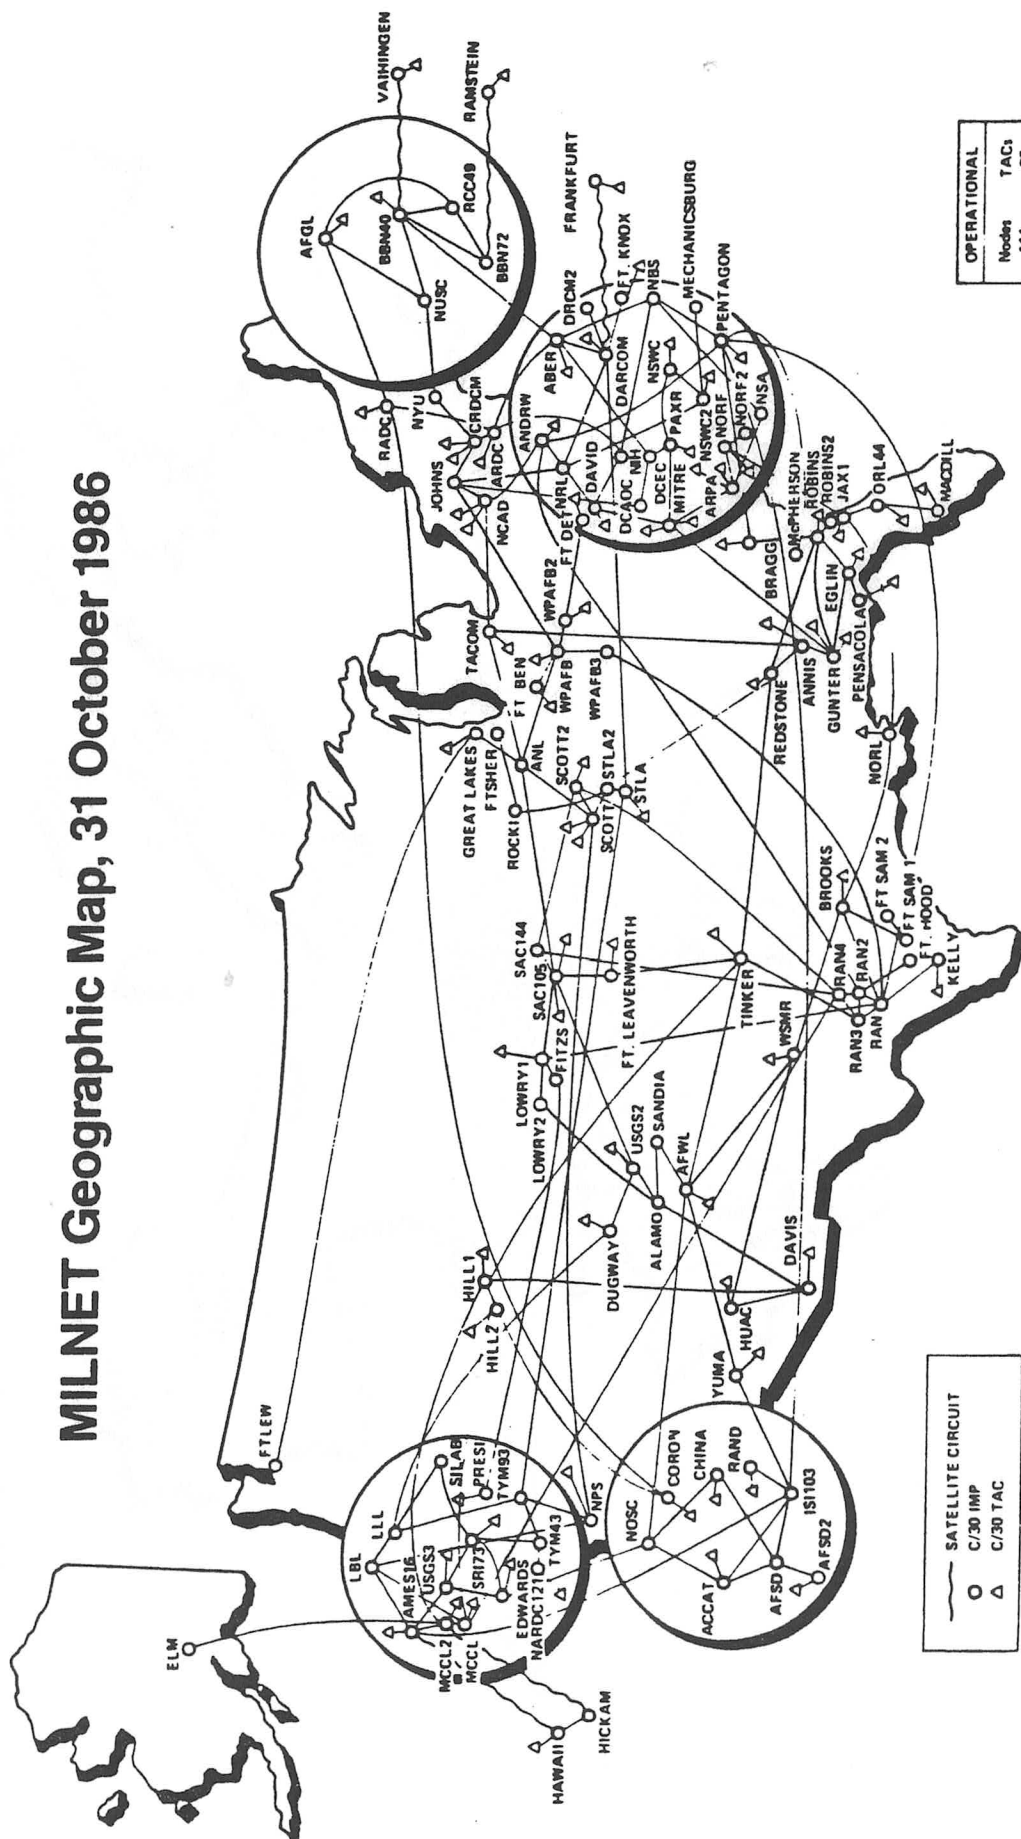 MILNET Geographic Map, 31 October 1986
ELM
FTLEW
HAWAII
HICKAM
LBL
LLL
AMES16
USGS3
SRI73
SILAB
PRESI
TYM93
MCCL2
MCCL
EDWARDS
NARDC121
TYM43
NPS
NOSC
CORON
CHINA
RAND
ACCAT
AFSD
AFSD2
ISI103
YUMA
HUAC
DAVIS
HILL1
HILL2
DUGWAY
ALAMO
USGS2
SANDIA
AFWL
LOWRY1
LOWRY2
FITZS
SAC144
SAC105
FT. LEAVENWORTH
TINKER
WSMR
RAN4
RAN2
RAN3
RAN
BROOKS
FT SAM 2
FT SAM 1
FT. HOOD
KELLY
GREAT LAKES
FTSHER
ANL
ROCKI
SCOTT2
SCOTT
STLA2
STLA
TACOM
FT BEN
WPAFB
WPAFB2
WPAFB3
REDSTONE
ANNIS
GUNTER
PENSACOLA
EGLIN
NORL
BRAGG
McPHERSON
ROBINS
ROBINS2
JAX1
ORL44
MACDILL
RADC
NYU
CRDCM
JOHNS
ARDC
NCAD
ANDRW
NRL
FT DET
DAVID
DCAOC
NIH
DCEC
MITRE
ARPA
PAXR
NSWC
NSWC2
NORF
NORF2
NSA
ABER
DRCM2
DARCOM
FT. KNOX
NBS
MECHANICSBURG
PENTAGON
FRANKFURT
AFGL
BBN40
RCC49
NUSC
BBN72
VAIHINGEN
RAMSTEIN
SATELLITE CIRCUIT
C/30 IMP
C/30 TAC
OPERATIONAL
Nodes TACs